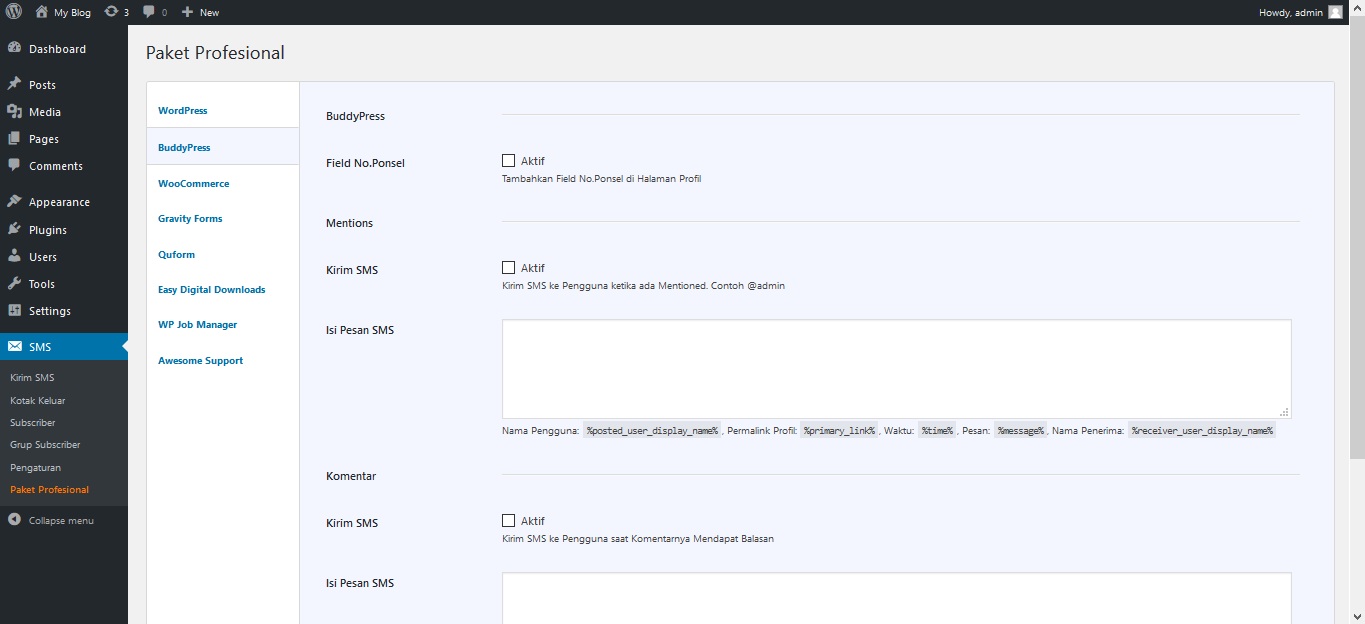 My Blog 3 0 New Howdy, admin
Dashboard
Posts
Media
Pages
Comments
Appearance
Plugins
Users
Tools
Settings
SMS
Kirim SMS
Kotak Keluar
Subscriber
Grup Subscriber
Pengaturan
Paket Profesional
Collapse menu
Paket Profesional
WordPress
BuddyPress
WooCommerce
Gravity Forms
Quform
Easy Digital Downloads
WP Job Manager
Awesome Support
BuddyPress
Field No.Ponsel
Aktif
Tambahkan Field No.Ponsel di Halaman Profil
Mentions
Kirim SMS
Aktif
Kirim SMS ke Pengguna ketika ada Mentioned. Contoh @admin
Isi Pesan SMS
Nama Pengguna: %posted_user_display_name% , Permalink Profil: %primary_link% , Waktu: %time% , Pesan: %message% , Nama Penerima: %receiver_user_display_name%
Komentar
Kirim SMS
Aktif
Kirim SMS ke Pengguna saat Komentarnya Mendapat Balasan
Isi Pesan SMS